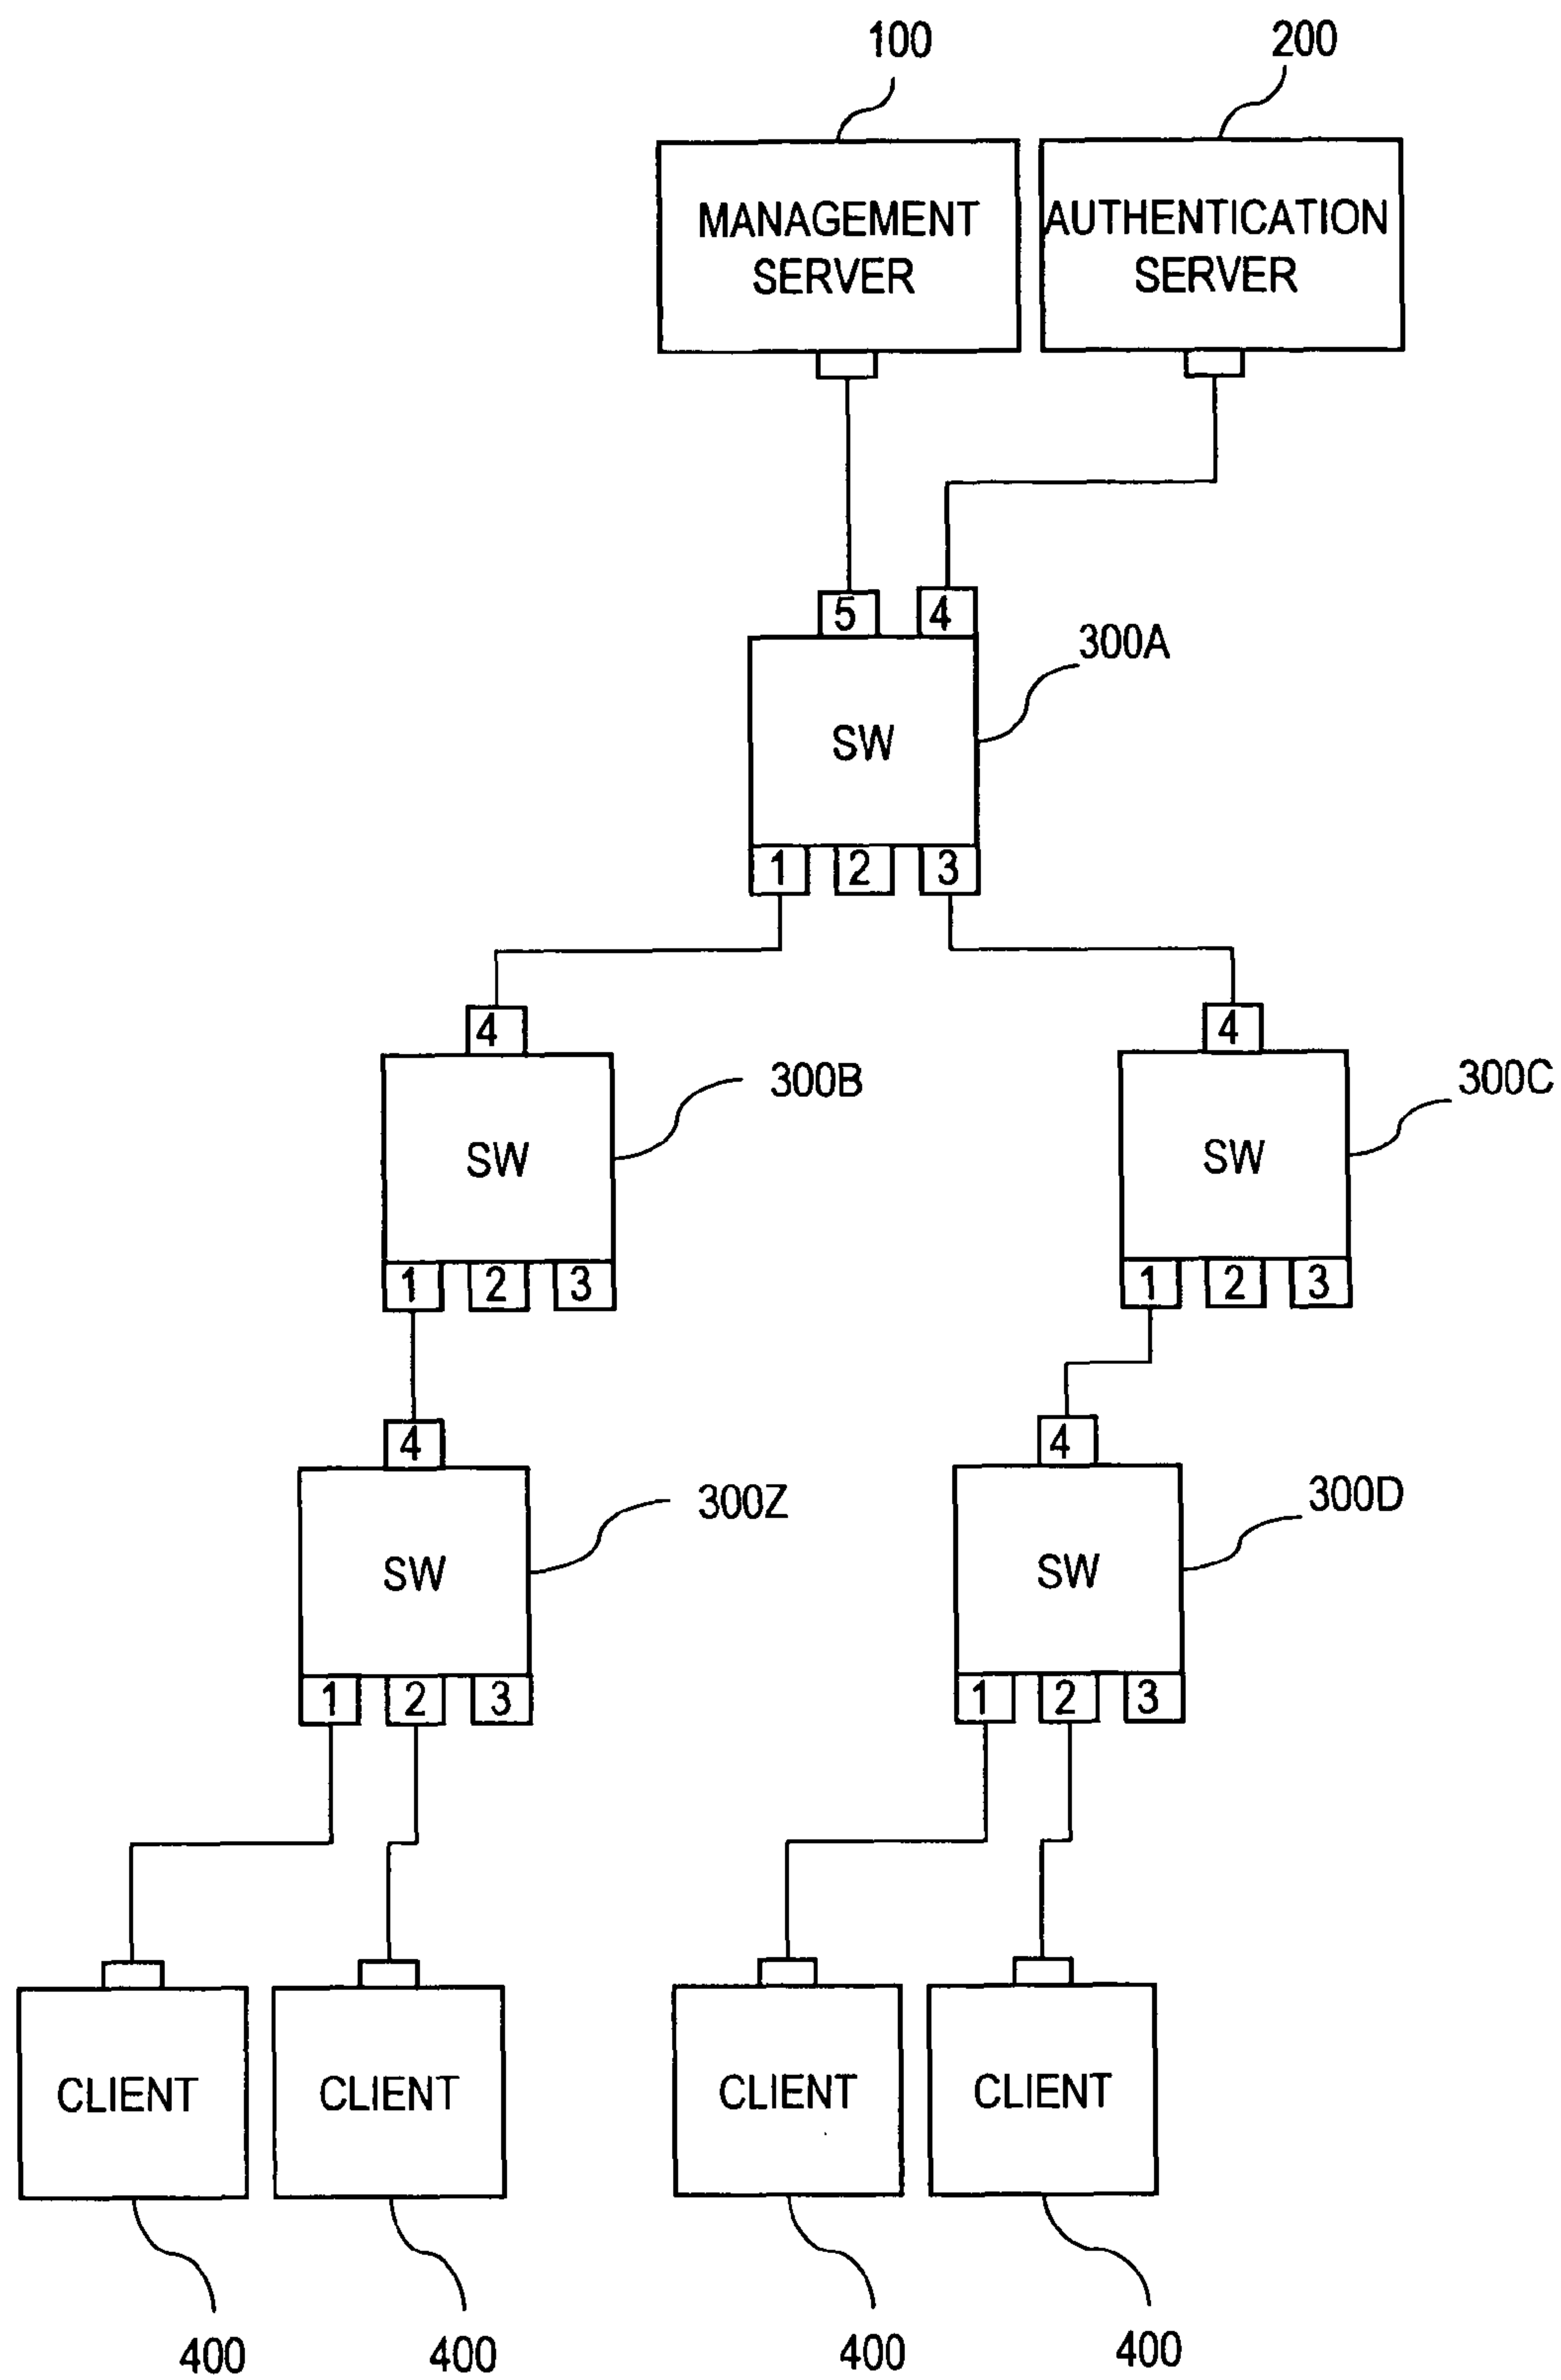 100 200
MANAGEMENT
SERVER
AUTHENTICATION
SERVER
5 4
300A
SW
1 2 3
4 4
300B 300C
SW SW
1 2 3 1 2 3
4 4
300Z 300D
SW SW
1 2 3 1 2 3
CLIENT CLIENT CLIENT CLIENT
400 400 400 400